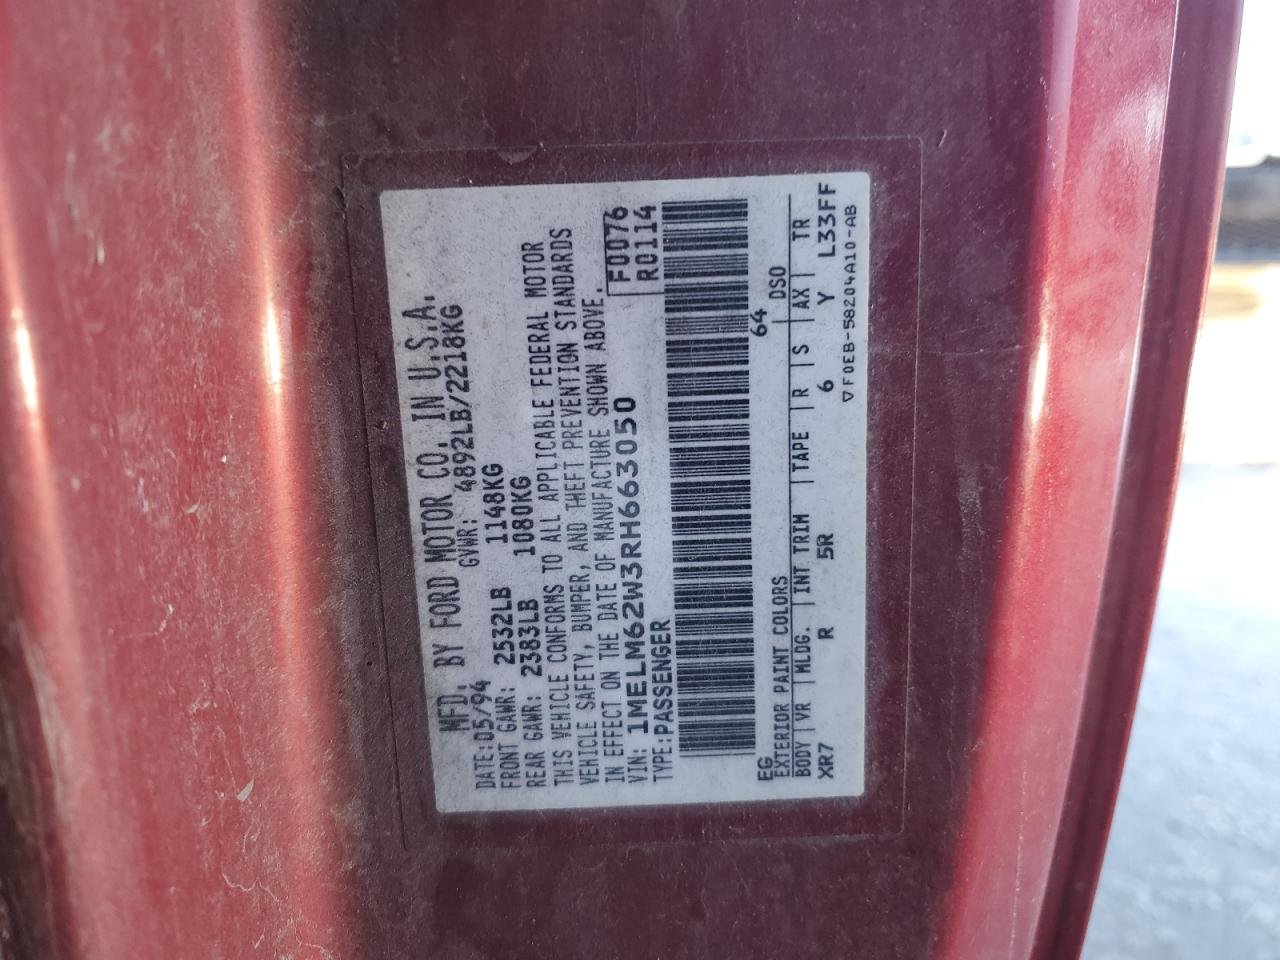 MFD. BY FORD MOTOR CO. IN U.S.A.
DATE:05/94 GVWR: 4892LB/2218KG
FRONT GAWR: 2532LB 1148KG
REAR GAWR: 2383LB 1080KG
THIS VEHICLE CONFORMS TO ALL APPLICABLE FEDERAL MOTOR
VEHICLE SAFETY, BUMPER, AND THEFT PREVENTION STANDARDS
IN EFFECT ON THE DATE OF MANUFACTURE SHOWN ABOVE.
VIN: 1MELM62W3RH663050 F0076
TYPE:PASSENGER R0114
EG 64
EXTERIOR PAINT COLORS DSO
BODY VR MLDG. INT TRIM TAPE R S AX TR
XR7 R 5R 6 Y L33FF
▽F0EB-58204A10-AB